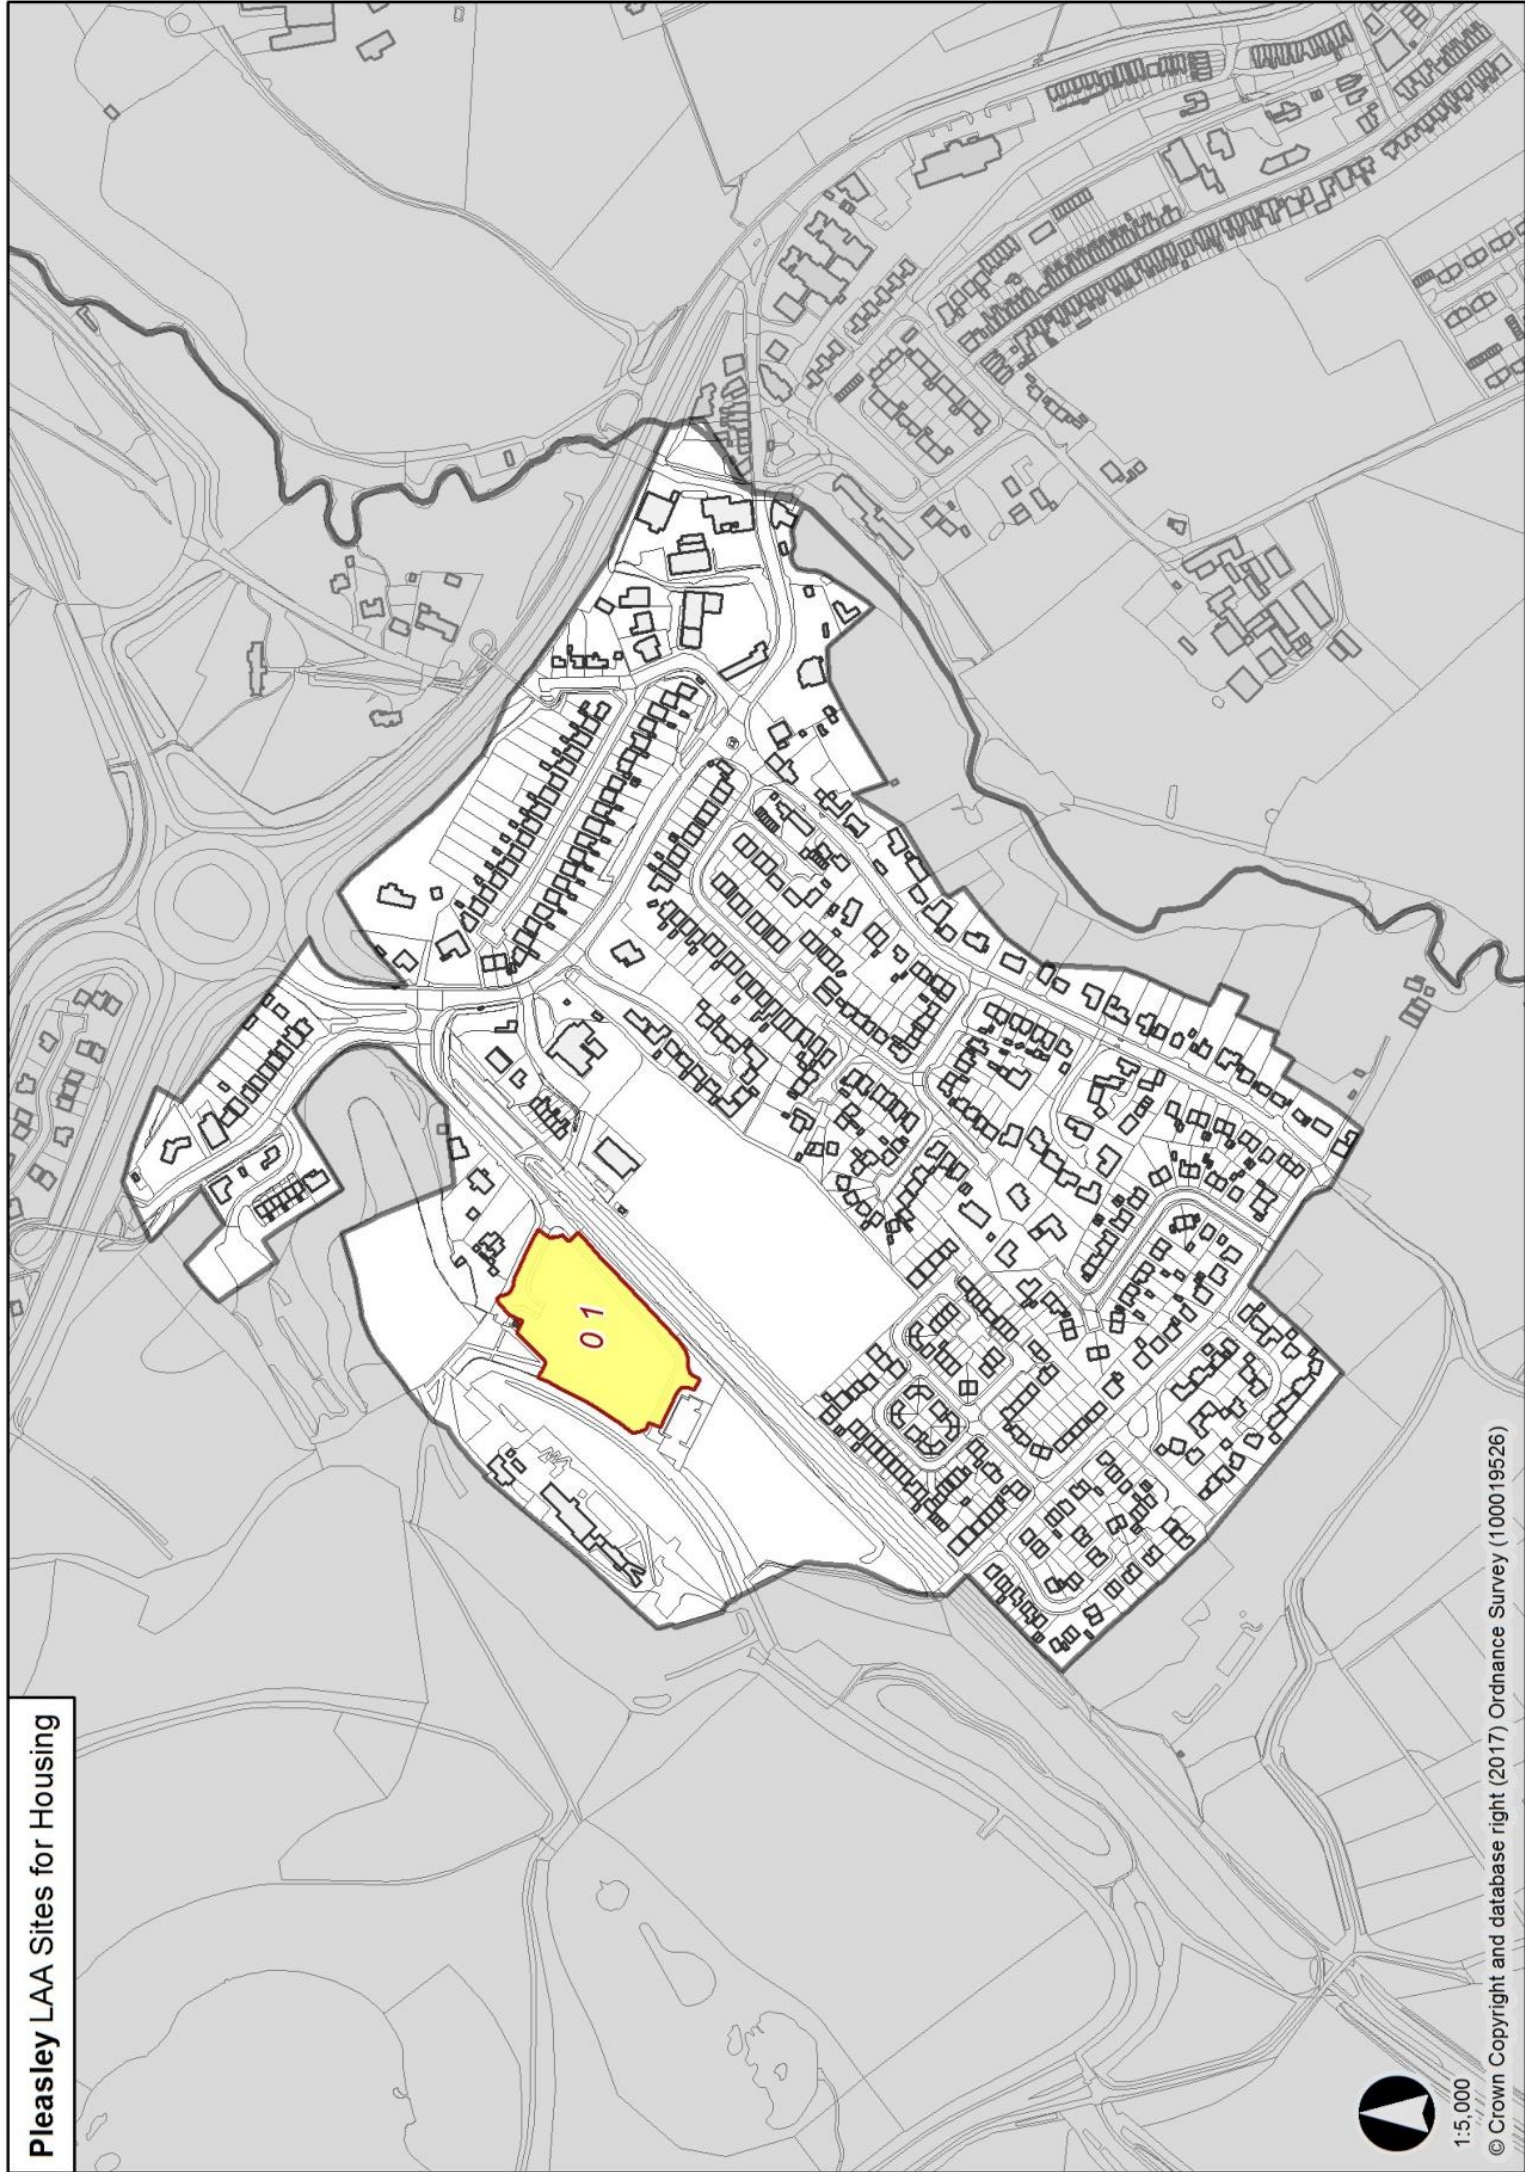 Pleasley LAA Sites for Housing
01
1:5,000
© Crown Copyright and database right (2017) Ordnance Survey (100019526)